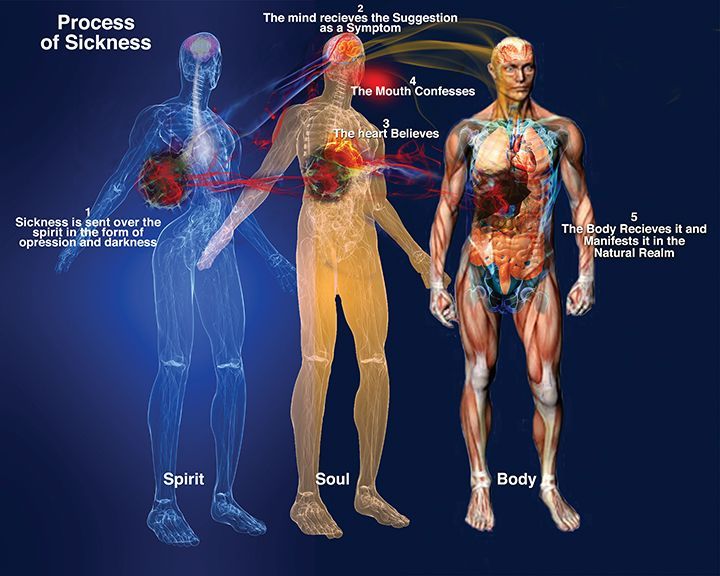 Process
of Sickness
2
The mind recieves the Suggestion
as a Symptom
4
The Mouth Confesses
3
The heart Believes
1
Sickness is sent over the
spirit in the form of
opression and darkness
5
The Body Recieves it and
Manifests it in the
Natural Realm
Spirit
Soul
Body